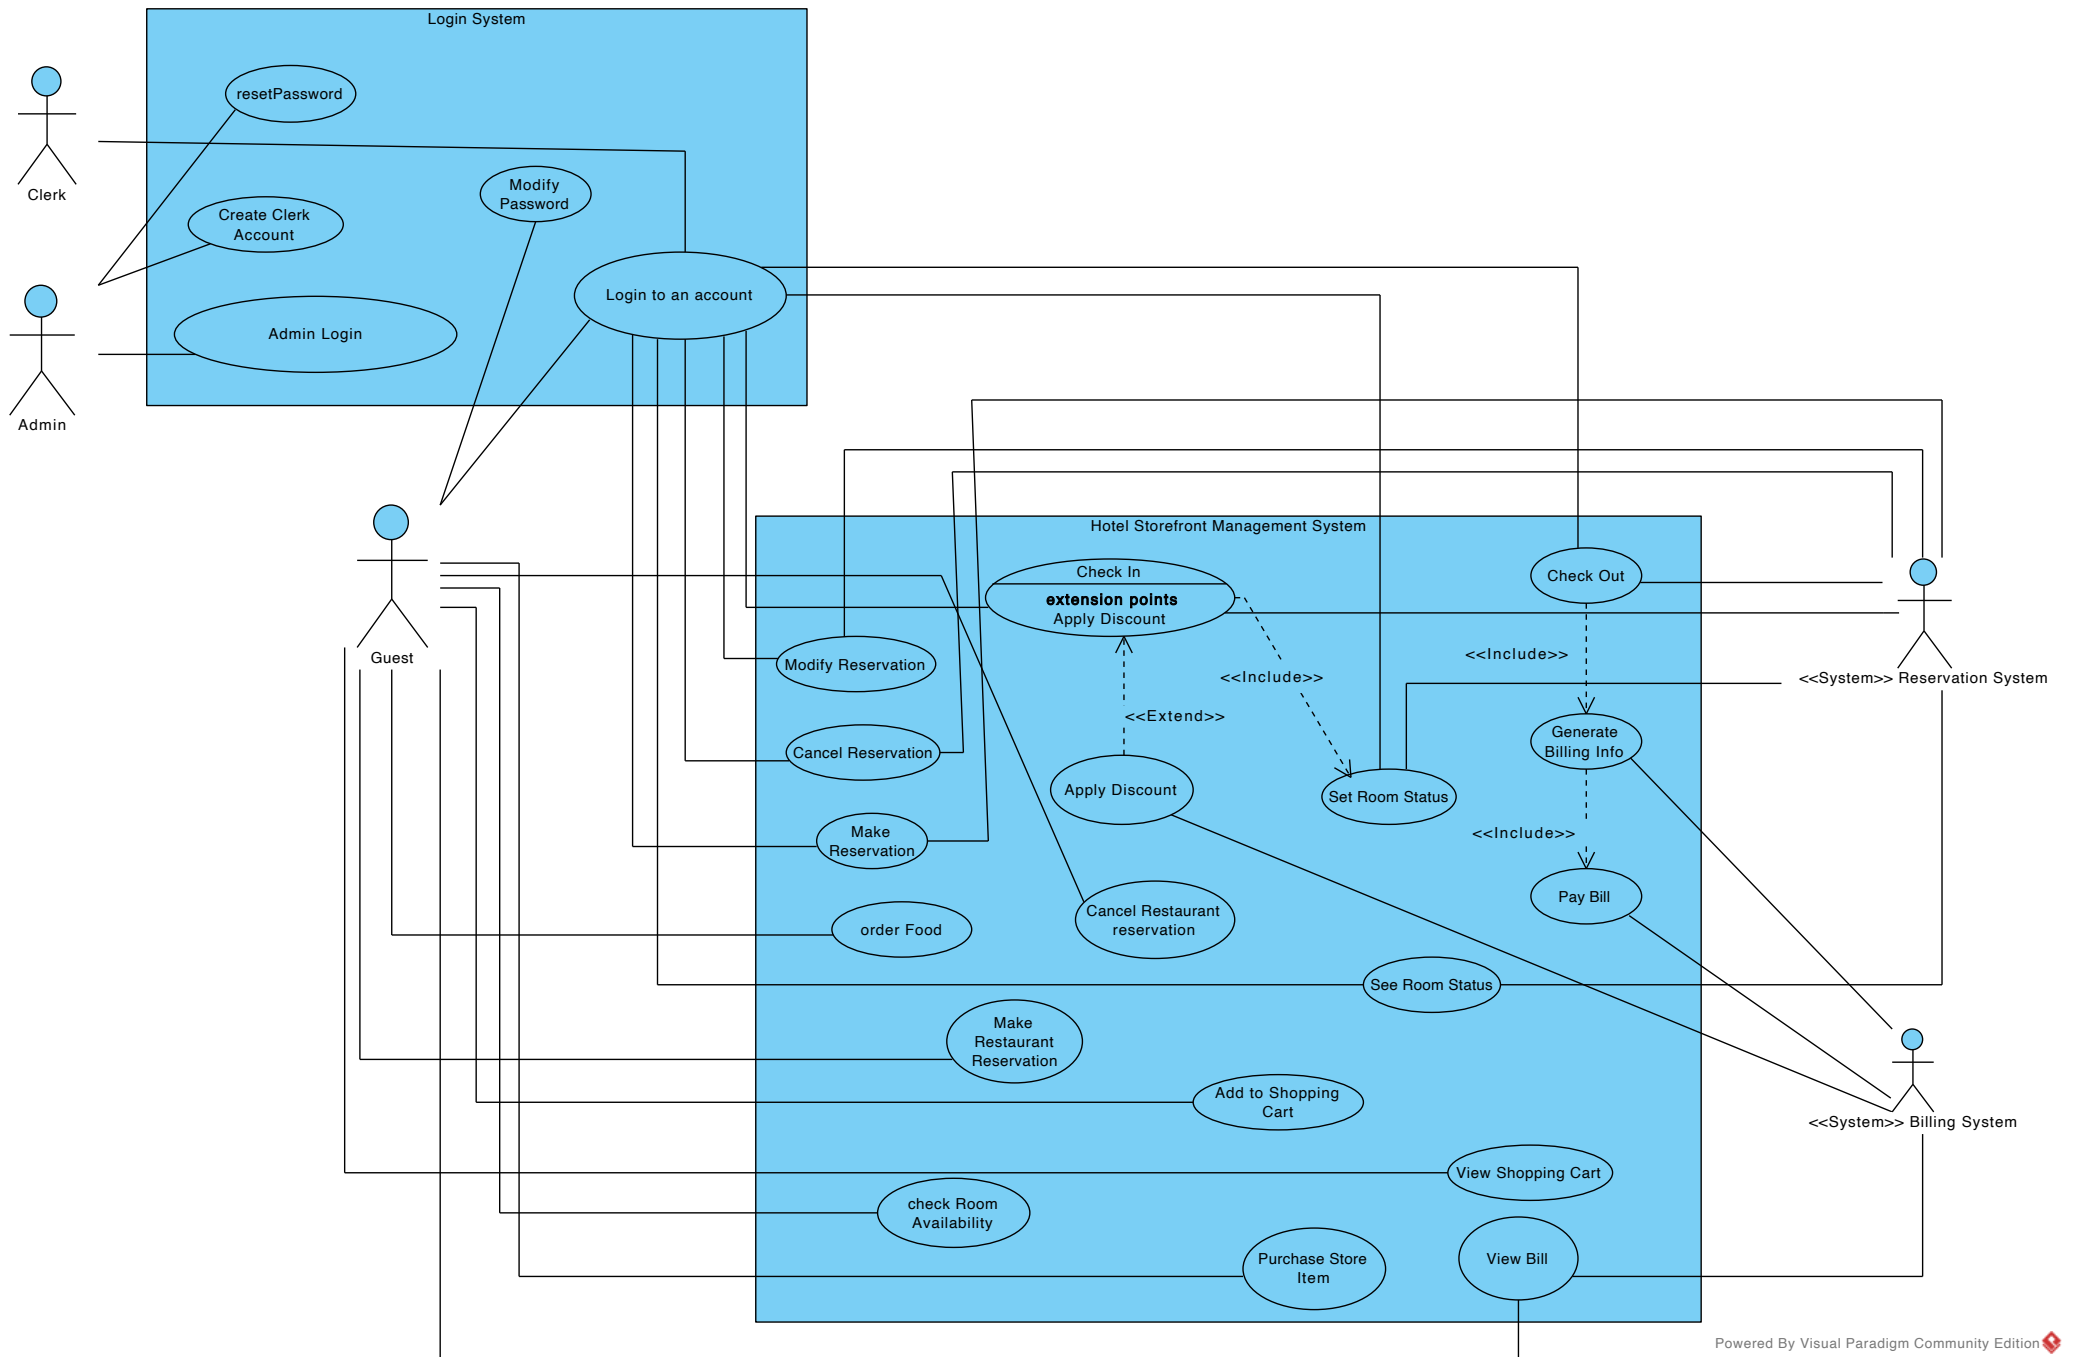 Login System
resetPassword
Clerk
Modify
Password
Create Clerk
Account
Login to an account
Admin Login
Admin
Hotel Storefront Management System
Check In
extension points
Apply Discount
Check Out
Guest
Modify Reservation
<<Include>>
<<Include>>
<<System>> Reservation System
<<Extend>>
Generate
Billing Info
Cancel Reservation
Apply Discount
Set Room Status
Make
Reservation
<<Include>>
Pay Bill
Cancel Restaurant
reservation
order Food
See Room Status
Make
Restaurant
Reservation
Add to Shopping
Cart
<<System>> Billing System
View Shopping Cart
check Room
Availability
Purchase Store
Item
View Bill
Powered By Visual Paradigm Community Edition